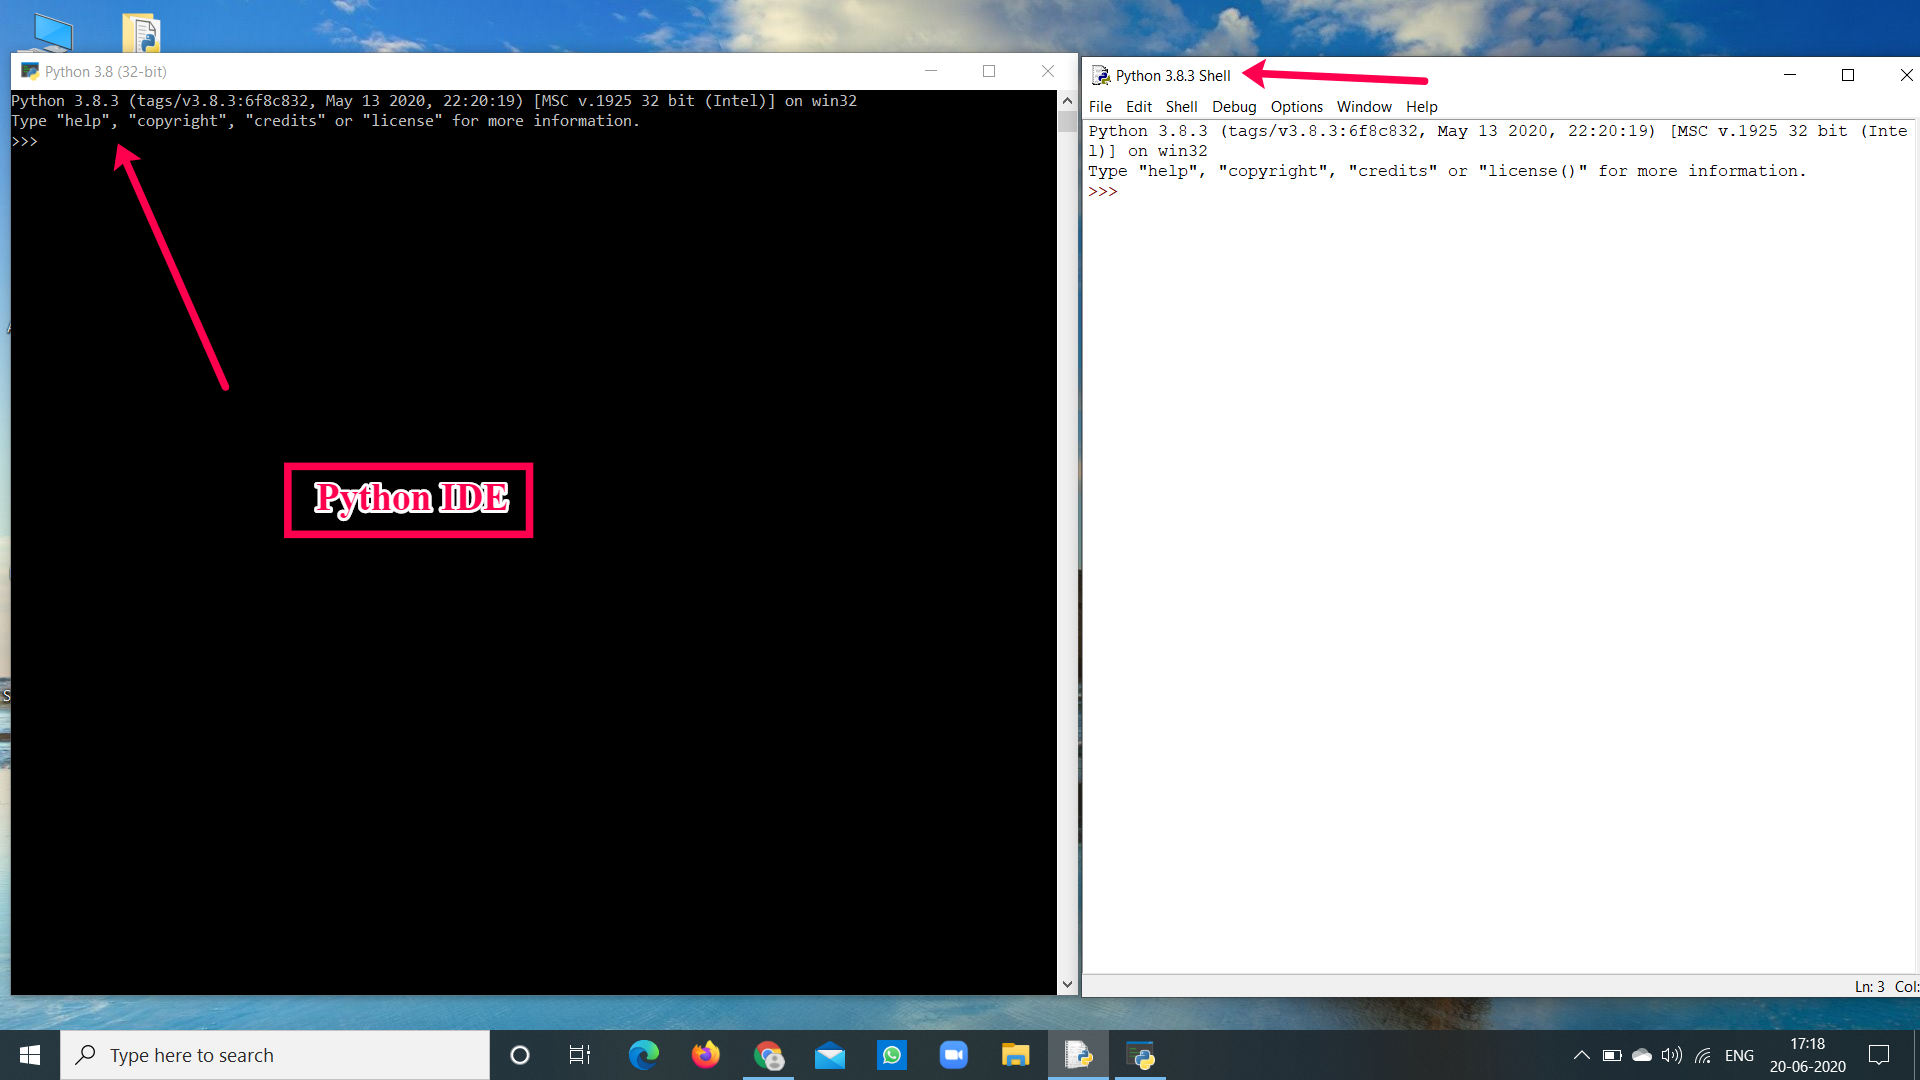 Python 3.8 (32-bit)
Python 3.8.3 (tags/v3.8.3:6f8c832, May 13 2020, 22:20:19) [MSC v.1925 32 bit (Intel)] on win32
Type "help", "copyright", "credits" or "license" for more information.
>>>
Python IDE
Python 3.8.3 Shell
File Edit Shell Debug Options Window Help
Python 3.8.3 (tags/v3.8.3:6f8c832, May 13 2020, 22:20:19) [MSC v.1925 32 bit (Inte
l)] on win32
Type "help", "copyright", "credits" or "license()" for more information.
>>>
Ln: 3 Col:
S
Type here to search
ENG
17:18
20-06-2020